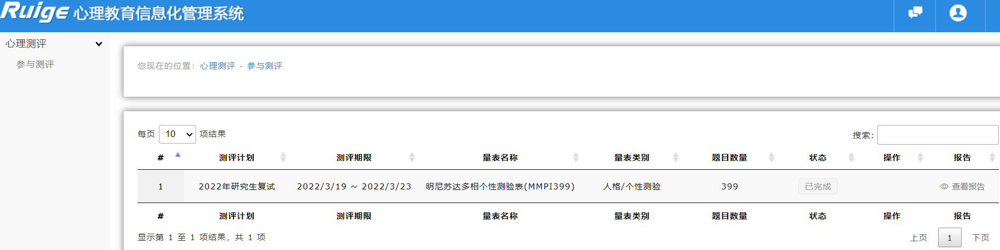 Ruige 心理教育信息化管理系统
心理测评
参与测评
您现在的位置：心理测评 - 参与测评
每页 10 项结果
搜索：
# 测评计划 测评期限 量表名称 量表类别 题目数量 状态 操作 报告
1 2022年研究生复试 2022/3/19 ~ 2022/3/23 明尼苏达多相个性测验表(MMPI399) 人格/个性测验 399 已完成 查看报告
# 测评计划 测评期限 量表名称 量表类别 题目数量 状态 操作 报告
显示第 1 至 1 项结果，共 1 项
上页 1 下页